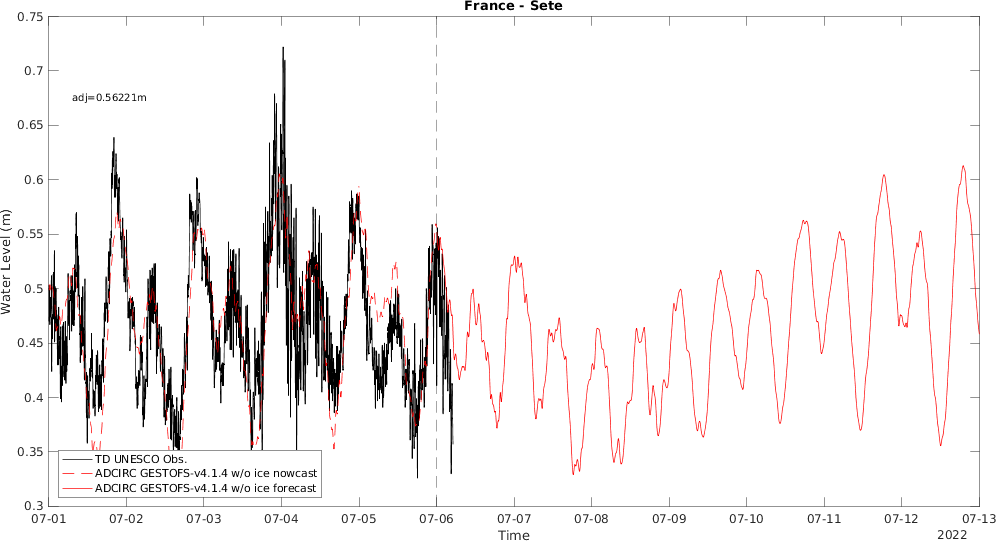 France - Sete
0.75
0.7
0.65
0.6
0.55
0.5
0.45
0.4
0.35
0.3
Water Level (m)
adj=0.56221m
TD UNESCO Obs.
ADCIRC GESTOFS-v4.1.4 w/o ice nowcast
ADCIRC GESTOFS-v4.1.4 w/o ice forecast
07-01 07-02 07-03 07-04 07-05 07-06 07-07 07-08 07-09 07-10 07-11 07-12 07-13
Time
2022